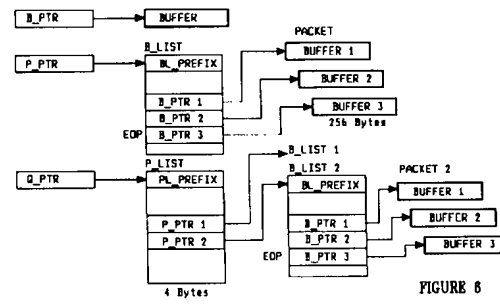 B_PTR
BUFFER
P_PTR
B_LIST
BL_PREFIX
B_PTR 1
B_PTR 2
EOP
B_PTR 3
PACKET
BUFFER 1
BUFFER 2
BUFFER 3
256 Bytes
Q_PTR
P_LIST
PL_PREFIX
P_PTR 1
P_PTR 2
4 Bytes
B_LIST 1
B_LIST 2
BL_PREFIX
B_PTR 1
B_PTR 2
EOP
B_PTR 3
PACKET 2
BUFFER 1
BUFFER 2
BUFFER 3
FIGURE 6